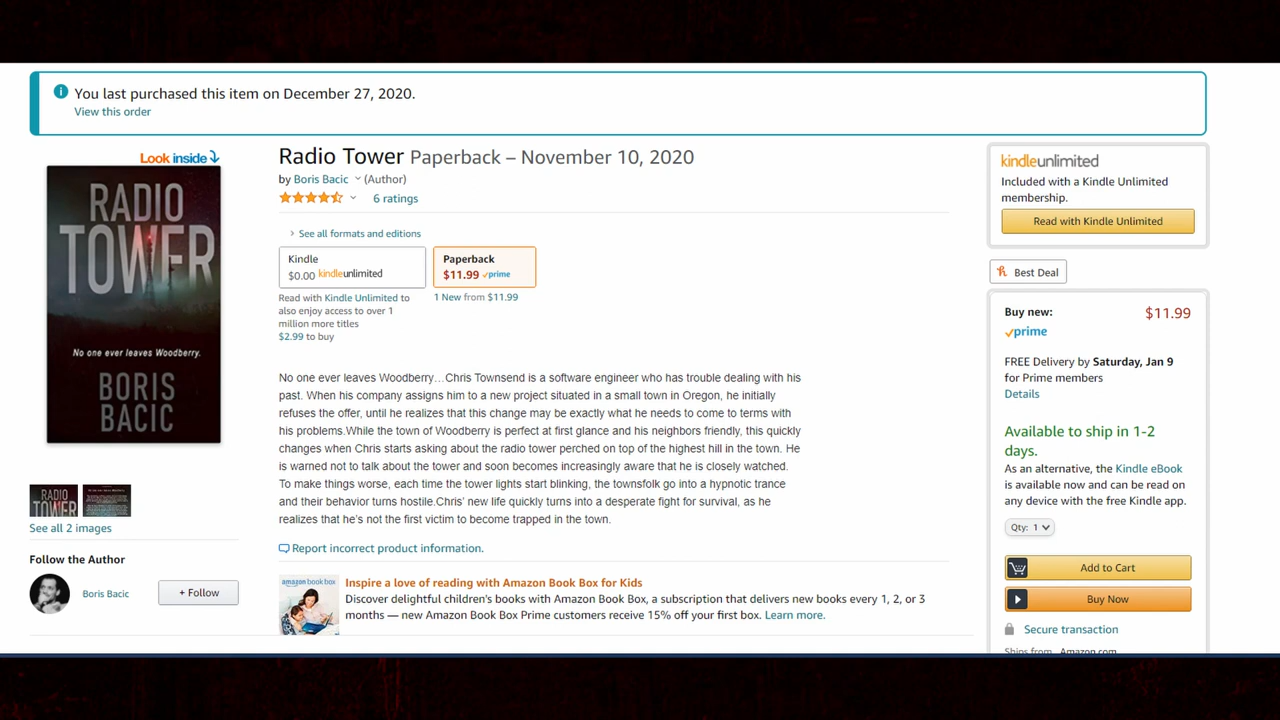 You last purchased this item on December 27, 2020.
View this order
Look inside
RADIO
TOWER
No one ever leaves Woodberry.
BORIS
BACIC
RADIO
TOWER
See all 2 images
Follow the Author
Boris Bacic
+ Follow
Radio Tower Paperback – November 10, 2020
by Boris Bacic (Author)
6 ratings
› See all formats and editions
Kindle
$0.00 kindleunlimited
Read with Kindle Unlimited to
also enjoy access to over 1
million more titles
$2.99 to buy
Paperback
$11.99 prime
1 New from $11.99
No one ever leaves Woodberry…Chris Townsend is a software engineer who has trouble dealing with his
past. When his company assigns him to a new project situated in a small town in Oregon, he initially
refuses the offer, until he realizes that this change may be exactly what he needs to come to terms with
his problems.While the town of Woodberry is perfect at first glance and his neighbors friendly, this quickly
changes when Chris starts asking about the radio tower perched on top of the highest hill in the town. He
is warned not to talk about the tower and soon becomes increasingly aware that he is closely watched.
To make things worse, each time the tower lights start blinking, the townsfolk go into a hypnotic trance
and their behavior turns hostile.Chris' new life quickly turns into a desperate fight for survival, as he
realizes that he's not the first victim to become trapped in the town.
Report incorrect product information.
amazon book box
Inspire a love of reading with Amazon Book Box for Kids
Discover delightful children's books with Amazon Book Box, a subscription that delivers new books every 1, 2, or 3
months — new Amazon Book Box Prime customers receive 15% off your first box. Learn more.
kindleunlimited
Included with a Kindle Unlimited
membership.
Read with Kindle Unlimited
Best Deal
Buy new: $11.99
prime
FREE Delivery by Saturday, Jan 9
for Prime members
Details
Available to ship in 1-2
days.
As an alternative, the Kindle eBook
is available now and can be read on
any device with the free Kindle app.
Qty: 1
Add to Cart
Buy Now
Secure transaction
Ships from Amazon.com